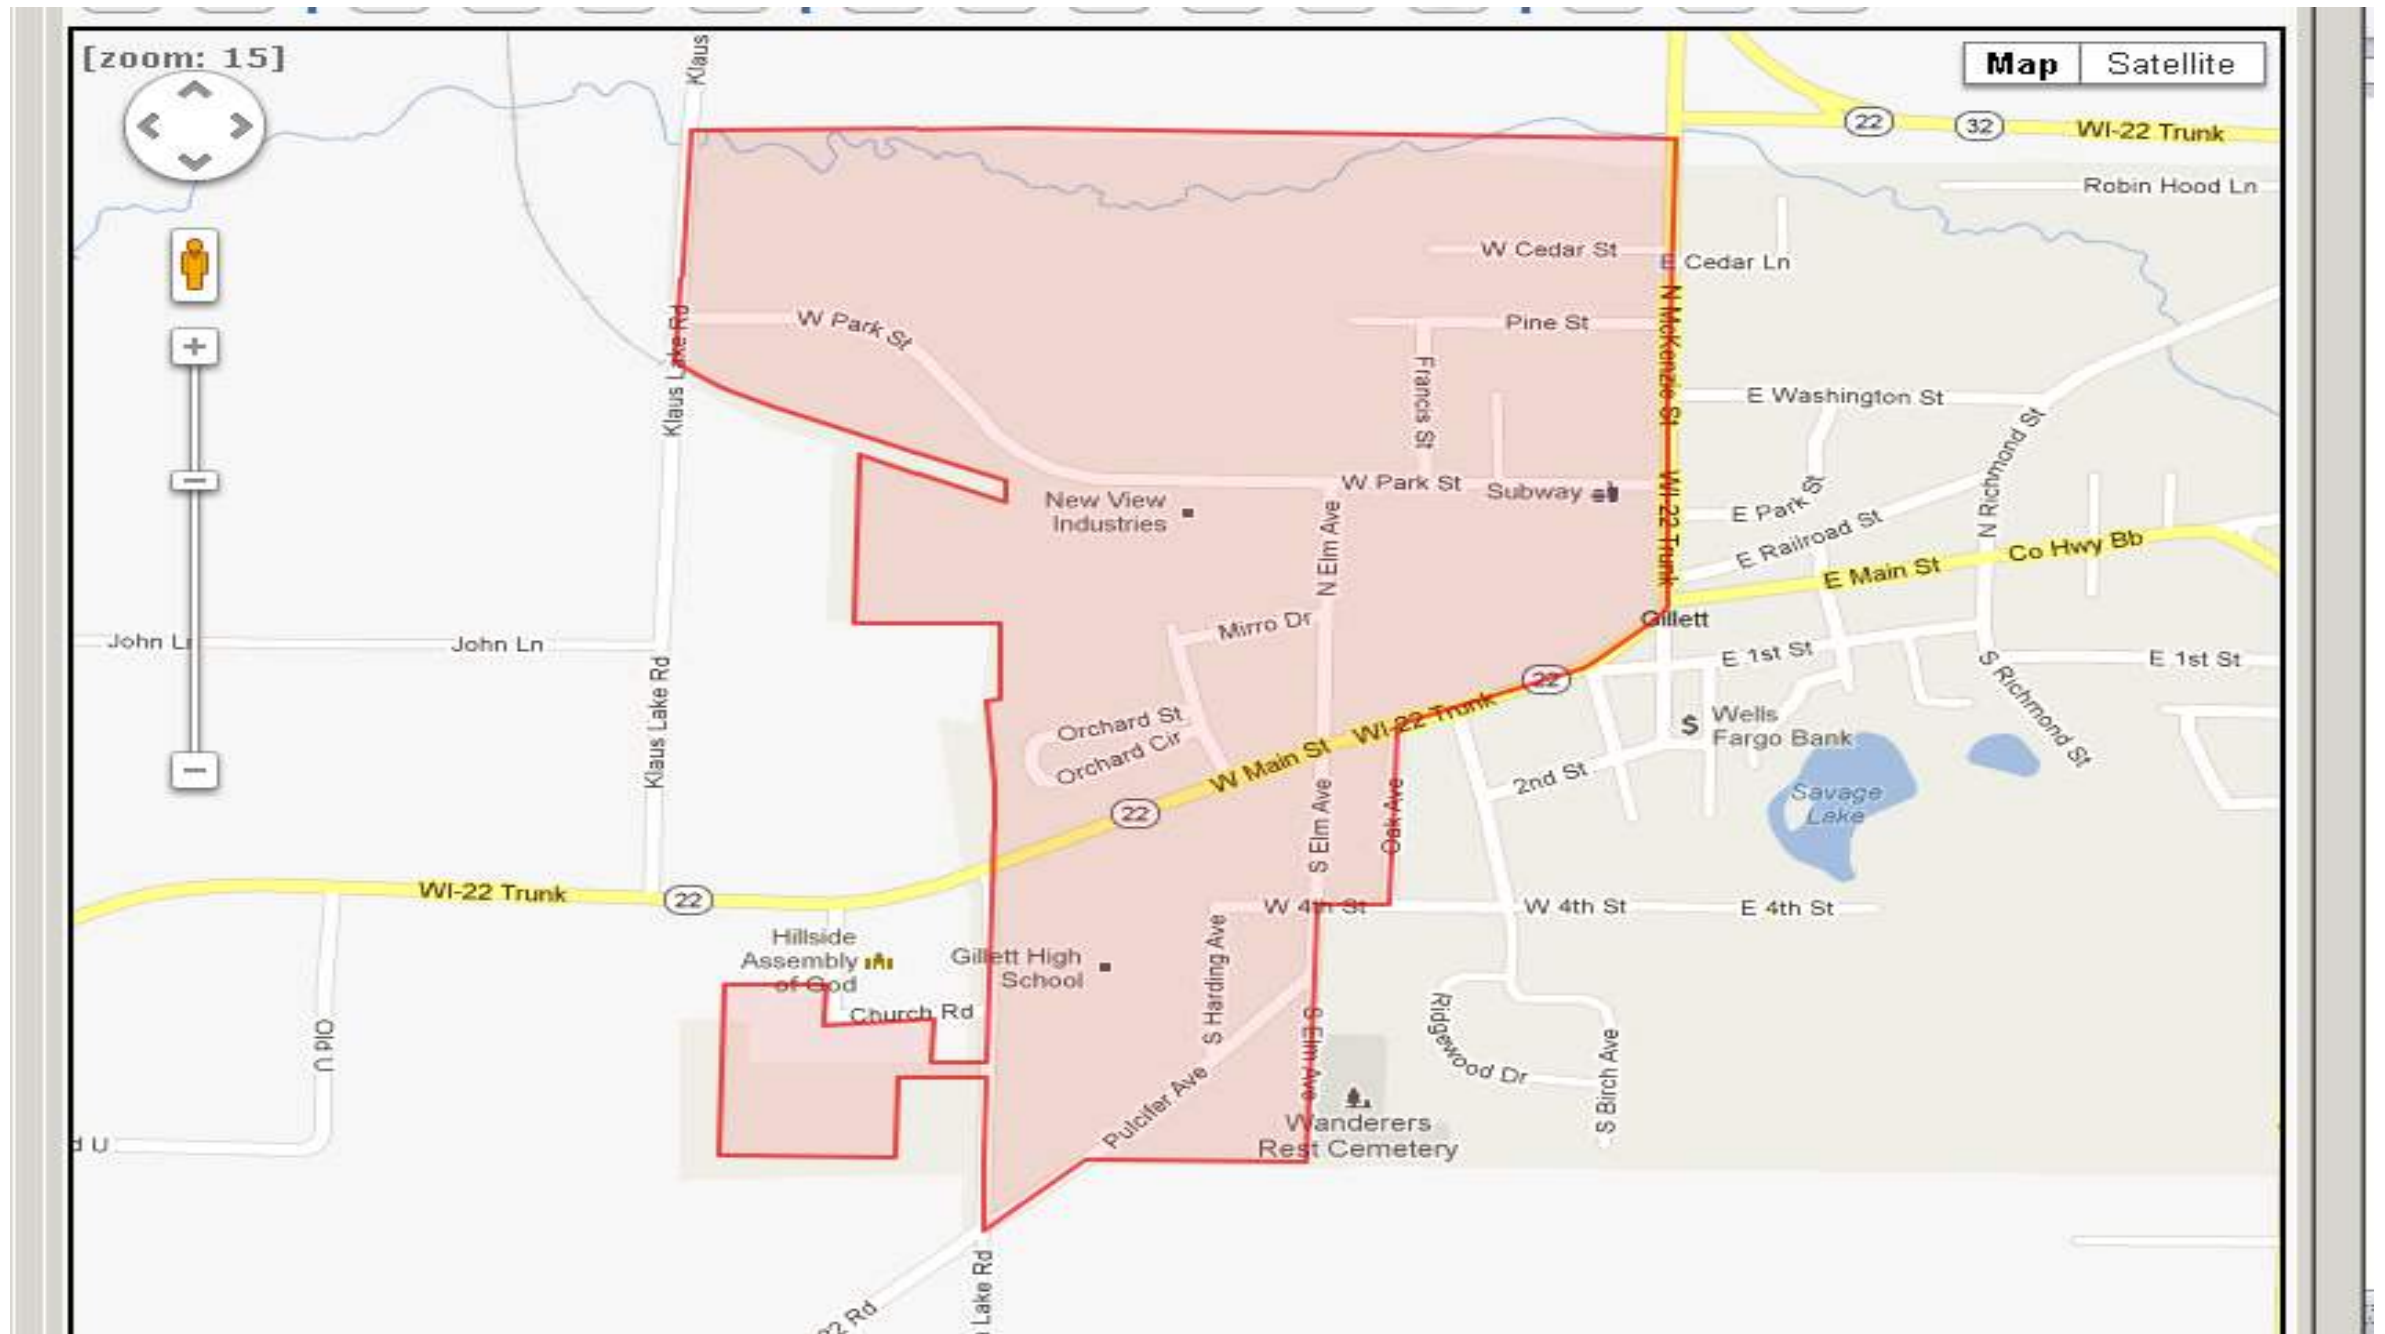 [zoom: 15]
Klaus
Map
Satellite
22
32
WI-22 Trunk
Robin Hood Ln
W Cedar St
E Cedar Ln
Klaus Lake Rd
W Park St
Pine St
N McKenzie St
Francis St
E Washington St
N Richmond St
New View
Industries
W Park St
Subway
WI-22 Trunk
E Park St
E Railroad St
Co Hwy Bb
E Main St
N Elm Ave
Gillett
Mirro Dr
John Ln
John Ln
E 1st St
E 1st St
S Richmond St
Klaus Lake Rd
22
Orchard St
Orchard Cir
WI-22 Trunk
W Main St
22
Wells
Fargo Bank
2nd St
Savage
Lake
S Elm Ave
Oak Ave
WI-22 Trunk
22
W 4th St
W 4th St
E 4th St
Hillside
Assembly
of God
Gillett High
School
Church Rd
S Harding Ave
Old U
S Elm Ave
Ridgewood Dr
S Birch Ave
Pulcifer Ave
Wanderers
Rest Cemetery
d U
Lake Rd
22 Rd